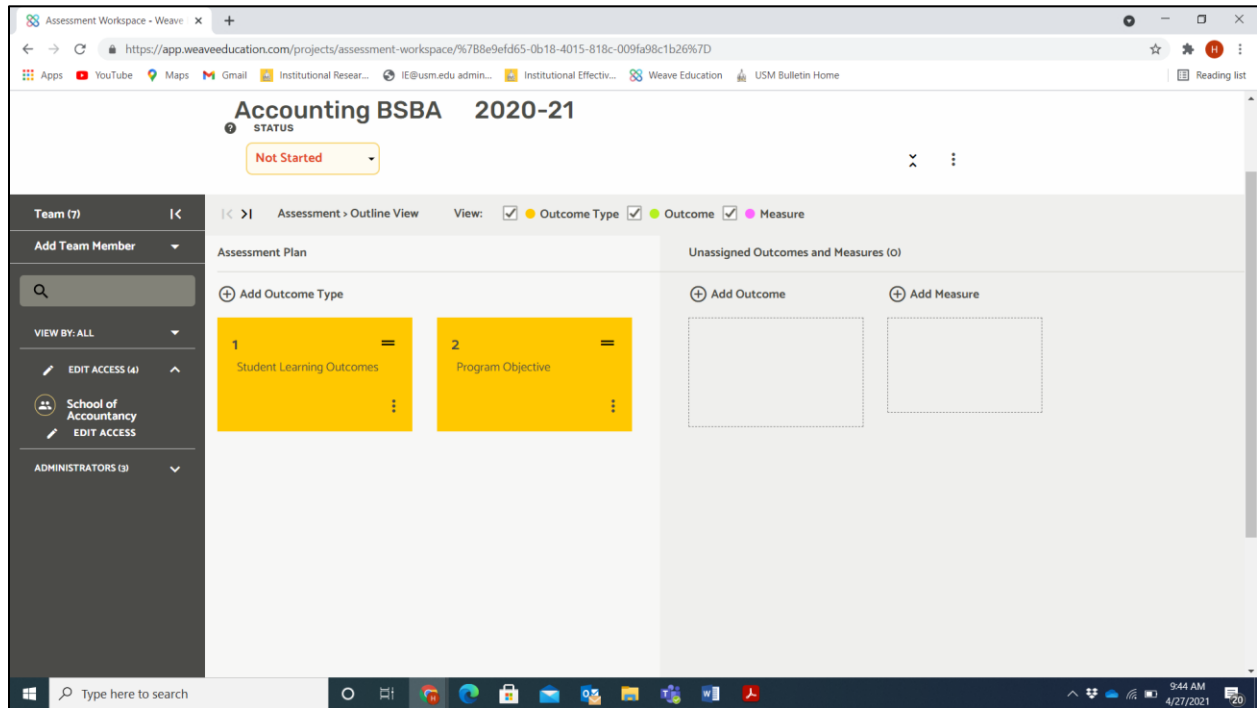 Assessment Workspace - Weave
https://app.weaveeducation.com/projects/assessment-workspace/%7B8e9efd65-0b18-4015-818c-009fa98c1b26%7D
H
Apps YouTube Maps Gmail Institutional Resear... IE@usm.edu admin... Institutional Effectiv... Weave Education USM Bulletin Home Reading list
Accounting BSBA 2020-21
? STATUS
Not Started
Team (7)
Assessment > Outline View View: Outcome Type Outcome Measure
Add Team Member
Assessment Plan
Unassigned Outcomes and Measures (0)
Add Outcome Type
Add Outcome
Add Measure
VIEW BY: ALL
1
Student Learning Outcomes
2
Program Objective
EDIT ACCESS (4)
School of
Accountancy
EDIT ACCESS
ADMINISTRATORS (3)
Type here to search
9:44 AM
4/27/2021
20